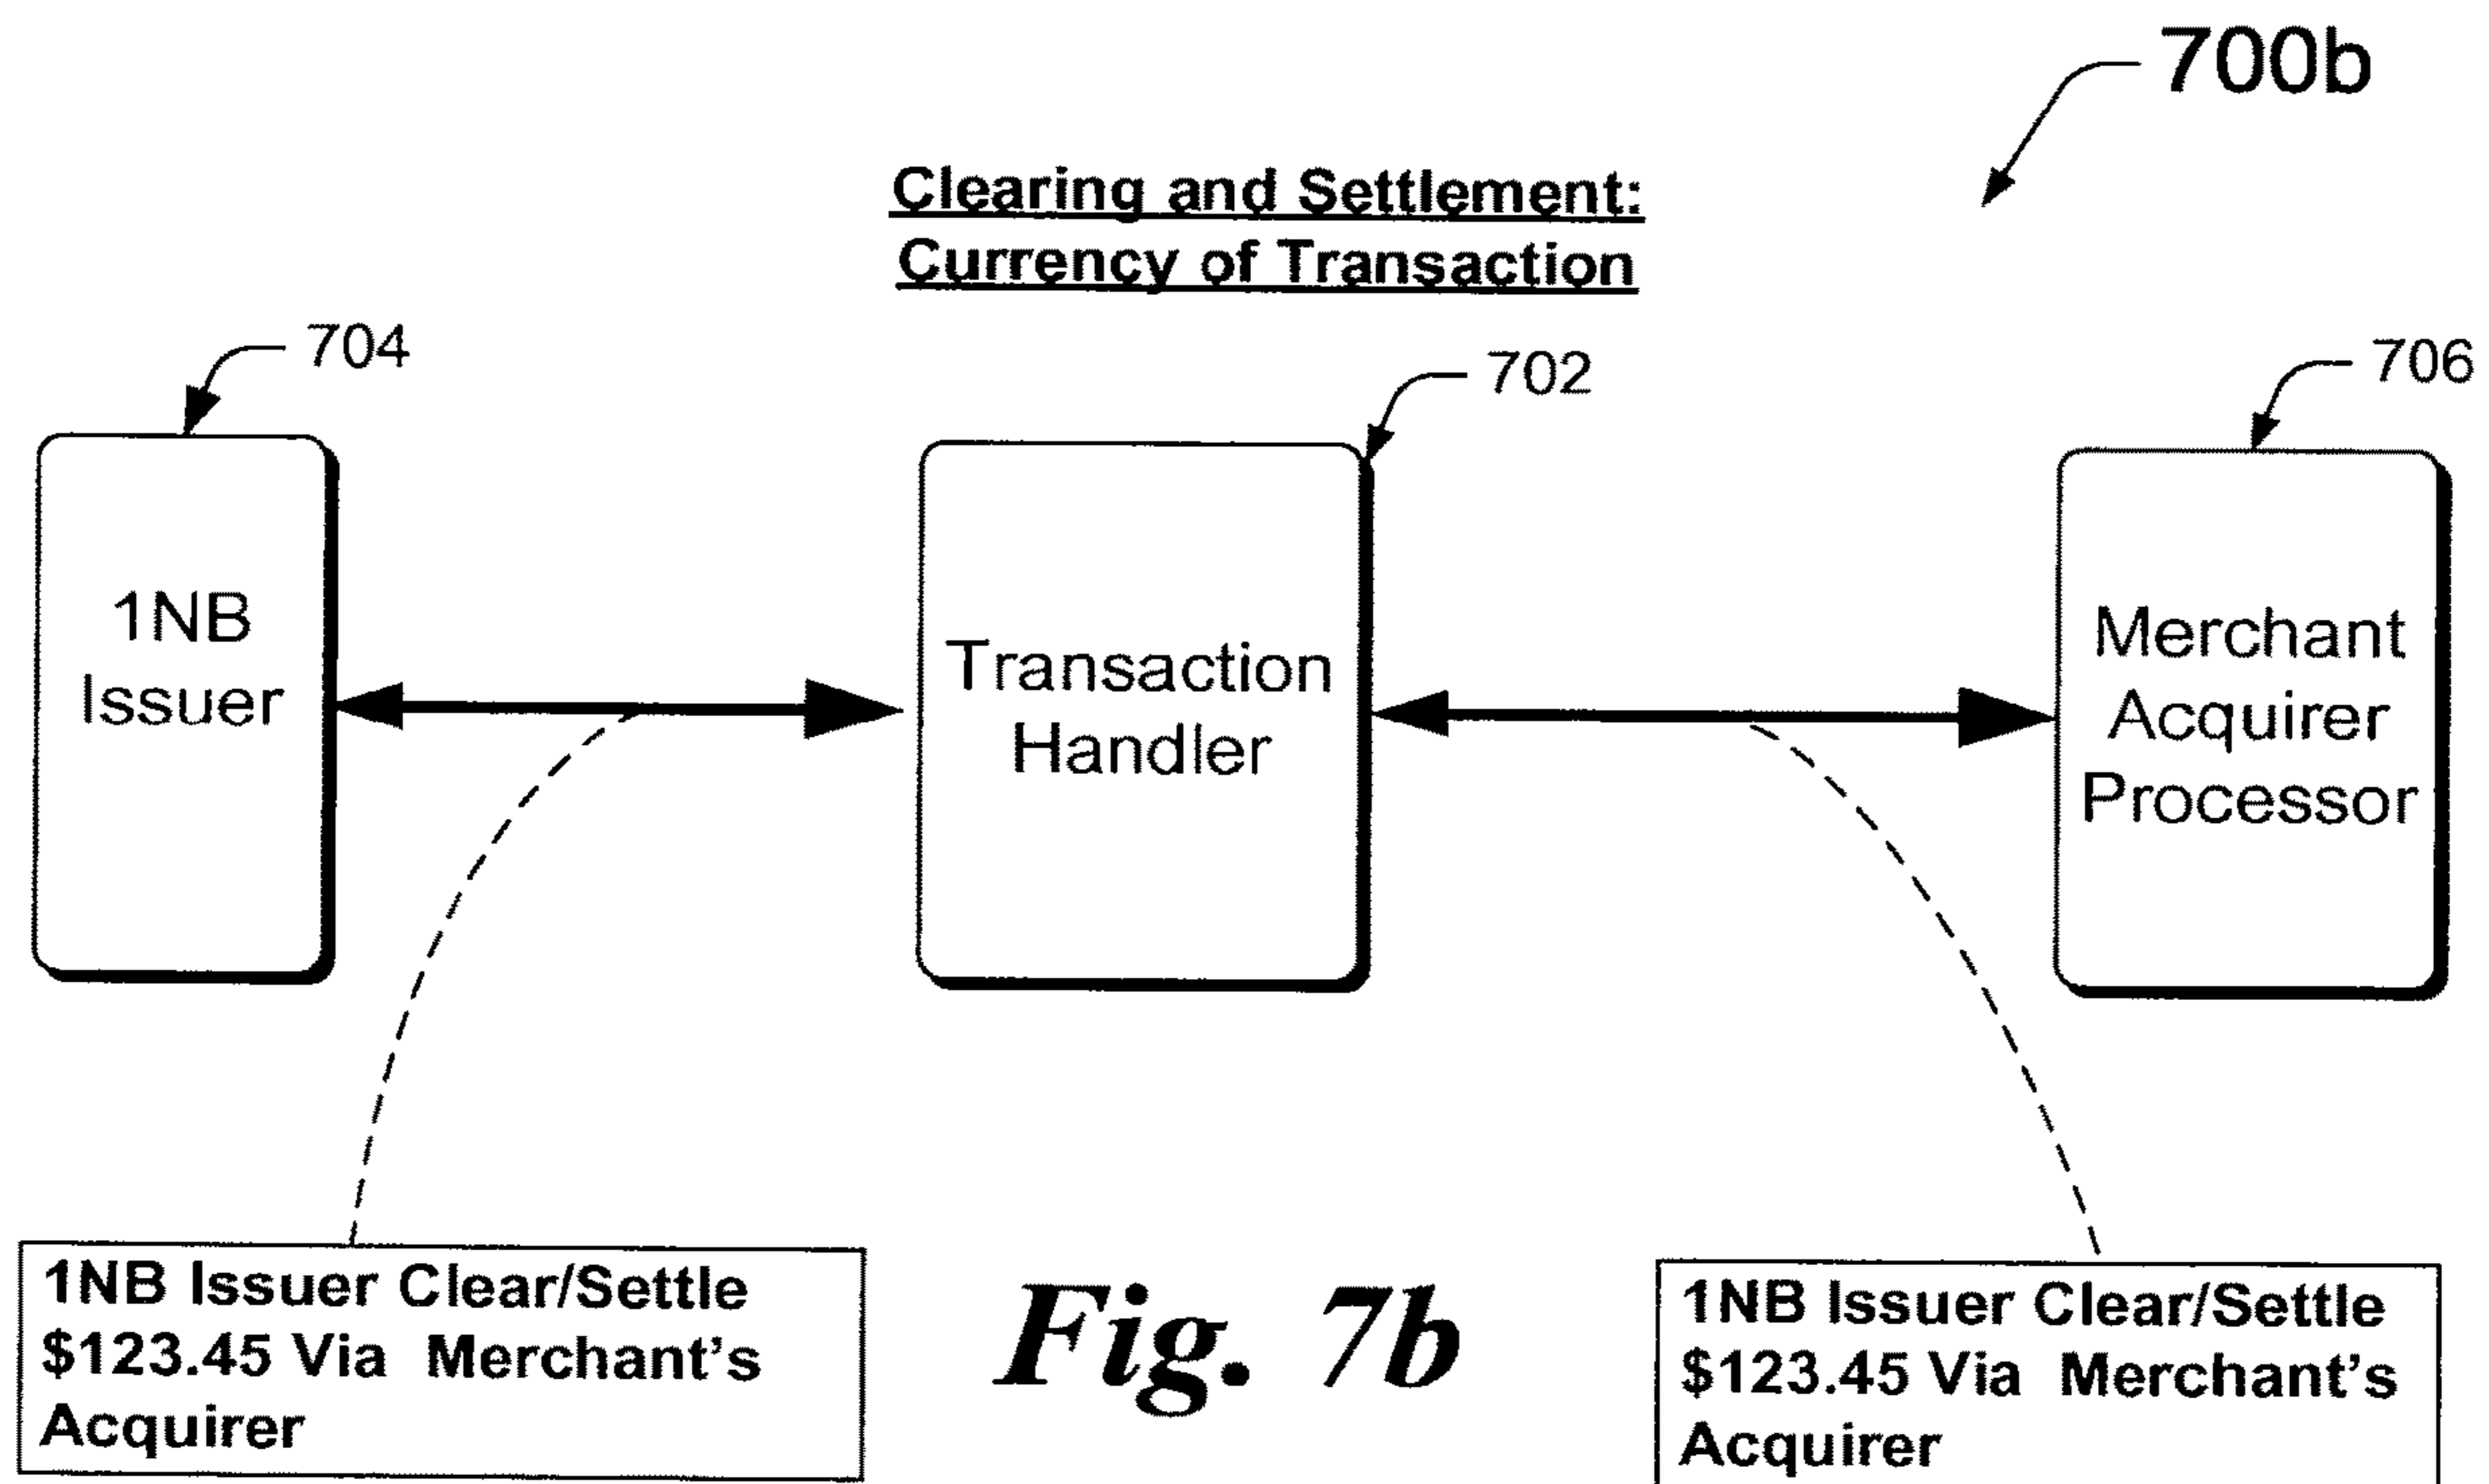 700b
Clearing and Settlement:
Currency of Transaction
704
702
706
1NB
Issuer
Transaction
Handler
Merchant
Acquirer
Processor
1NB Issuer Clear/Settle
$123.45 Via Merchant's
Acquirer
Fig. 7b
1NB Issuer Clear/Settle
$123.45 Via Merchant's
Acquirer